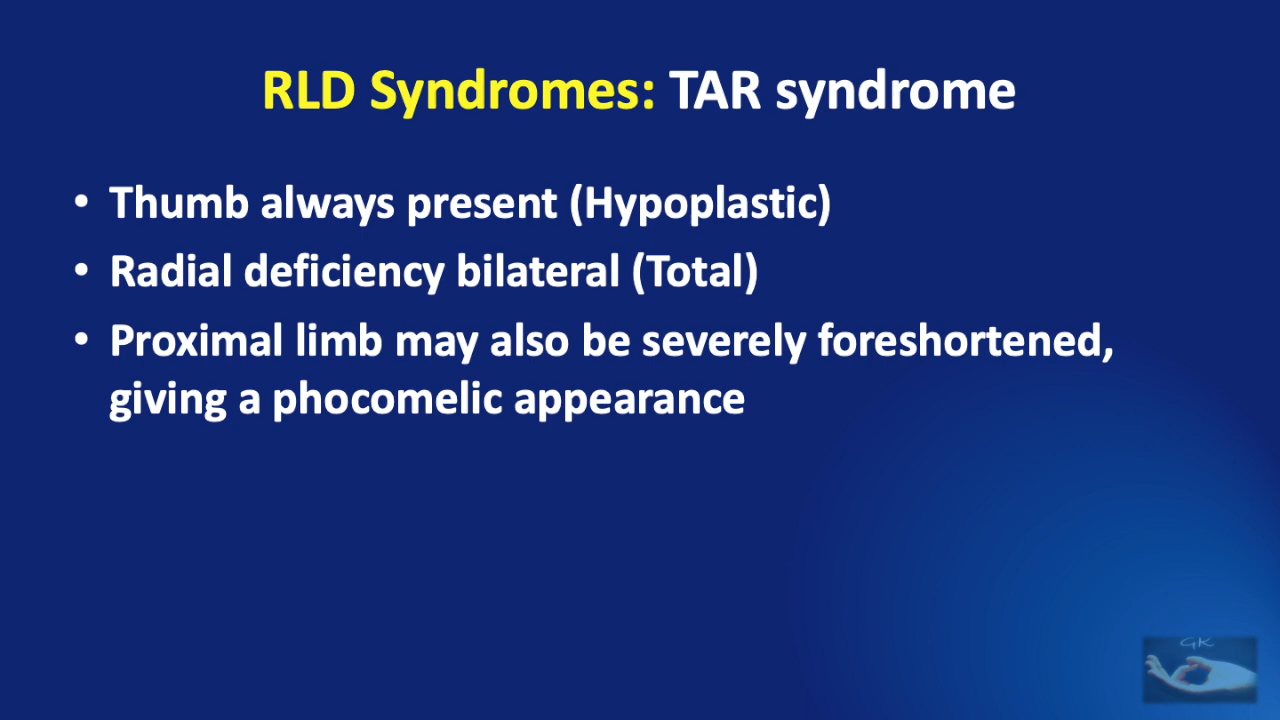 RLD Syndromes: TAR syndrome
• Thumb always present (Hypoplastic)
• Radial deficiency bilateral (Total)
• Proximal limb may also be severely foreshortened,
giving a phocomelic appearance
GK